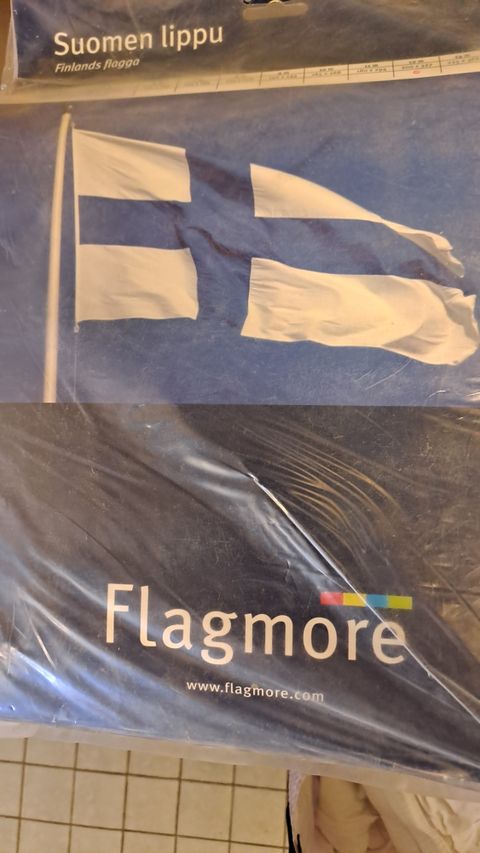 Suomen lippu
Finlands flagga
Flagmore
www.flagmore.com